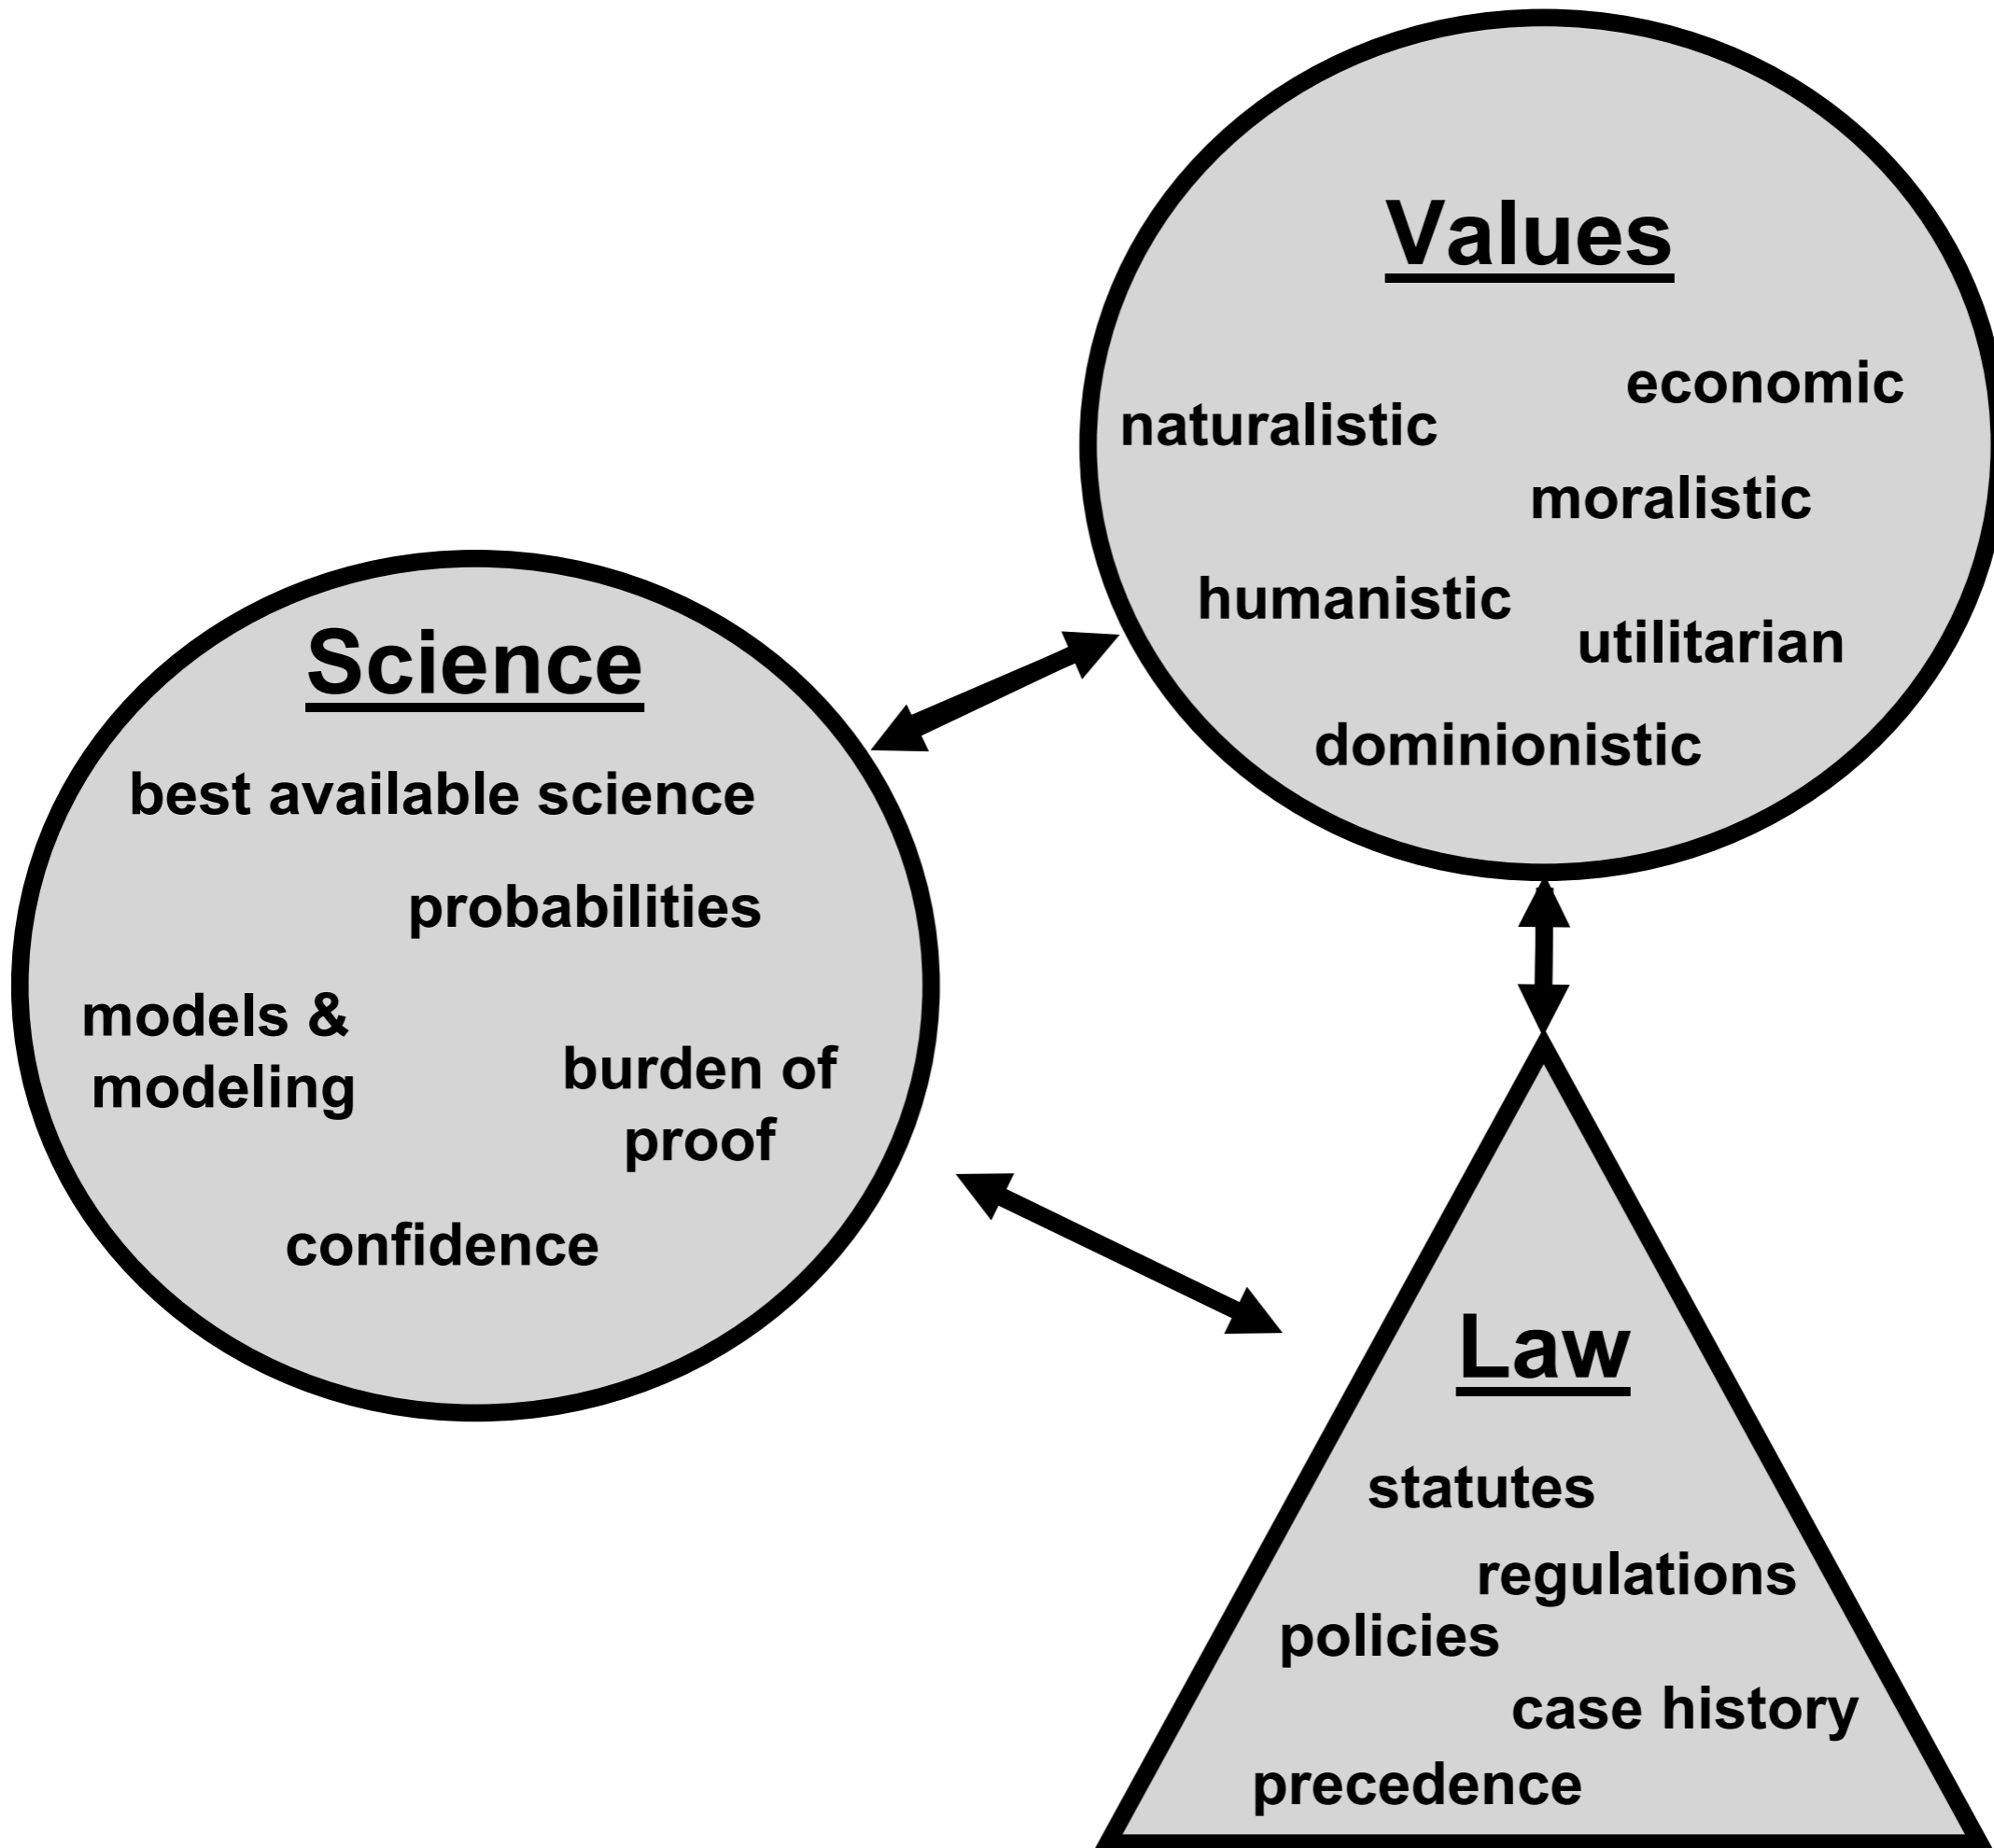 Values
economic
naturalistic
moralistic
humanistic
utilitarian
dominionistic
Science
best available science
probabilities
models &
modeling
burden of
proof
confidence
Law
statutes
regulations
policies
case history
precedence